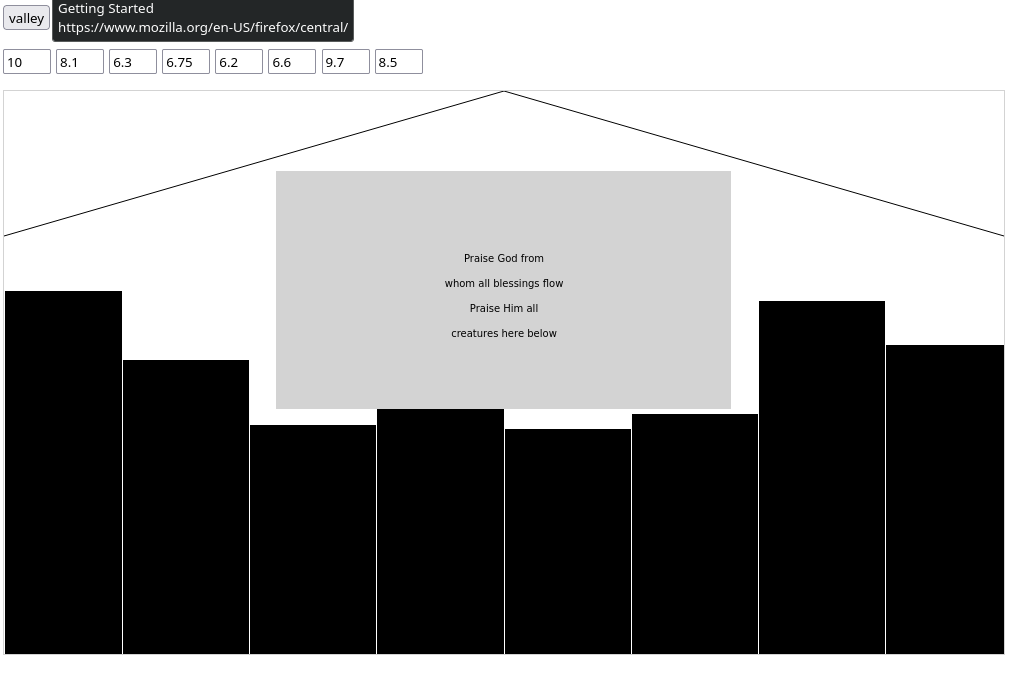 Getting Started
valley
https://www.mozilla.org/en-US/firefox/central/
10 8.1 6.3 6.75 6.2 6.6 9.7 8.5
Praise God from
whom all blessings flow
Praise Him all
creatures here below